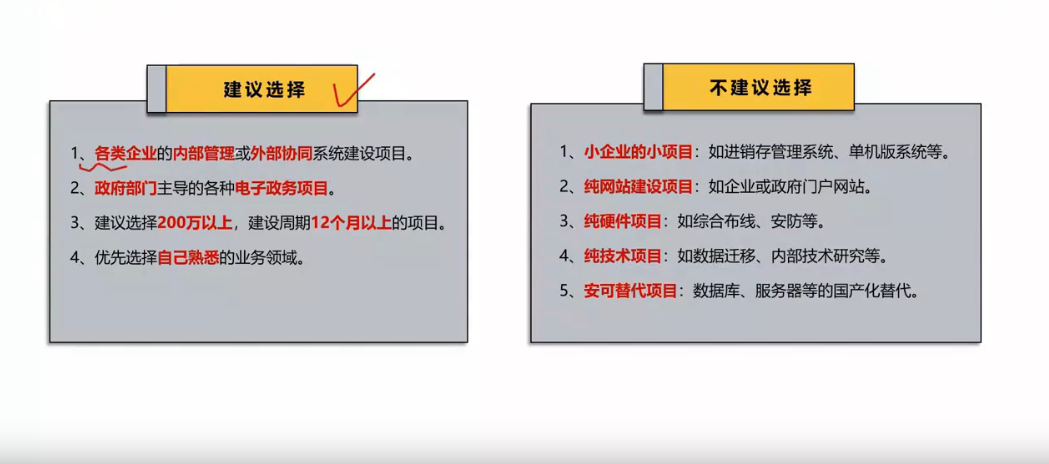 建议选择
1、各类企业的内部管理或外部协同系统建设项目。
2、政府部门主导的各种电子政务项目。
3、建议选择200万以上，建设周期12个月以上的项目。
4、优先选择自己熟悉的业务领域。
不建议选择
1、小企业的小项目：如进销存管理系统、单机版系统等。
2、纯网站建设项目：如企业或政府门户网站。
3、纯硬件项目：如综合布线、安防等。
4、纯技术项目：如数据迁移、内部技术研究等。
5、安可替代项目：数据库、服务器等的国产化替代。